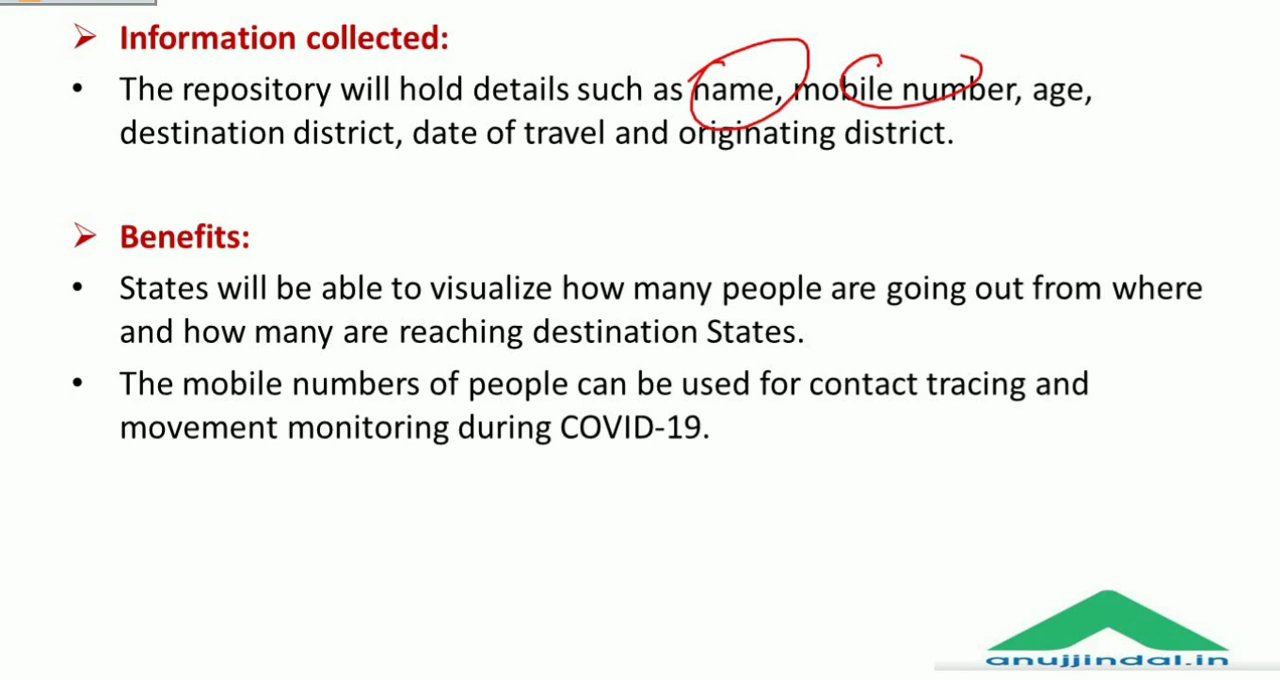 Information collected:
The repository will hold details such as name, mobile number, age,
destination district, date of travel and originating district.
Benefits:
States will be able to visualize how many people are going out from where
and how many are reaching destination States.
The mobile numbers of people can be used for contact tracing and
movement monitoring during COVID-19.
anujjindal.in